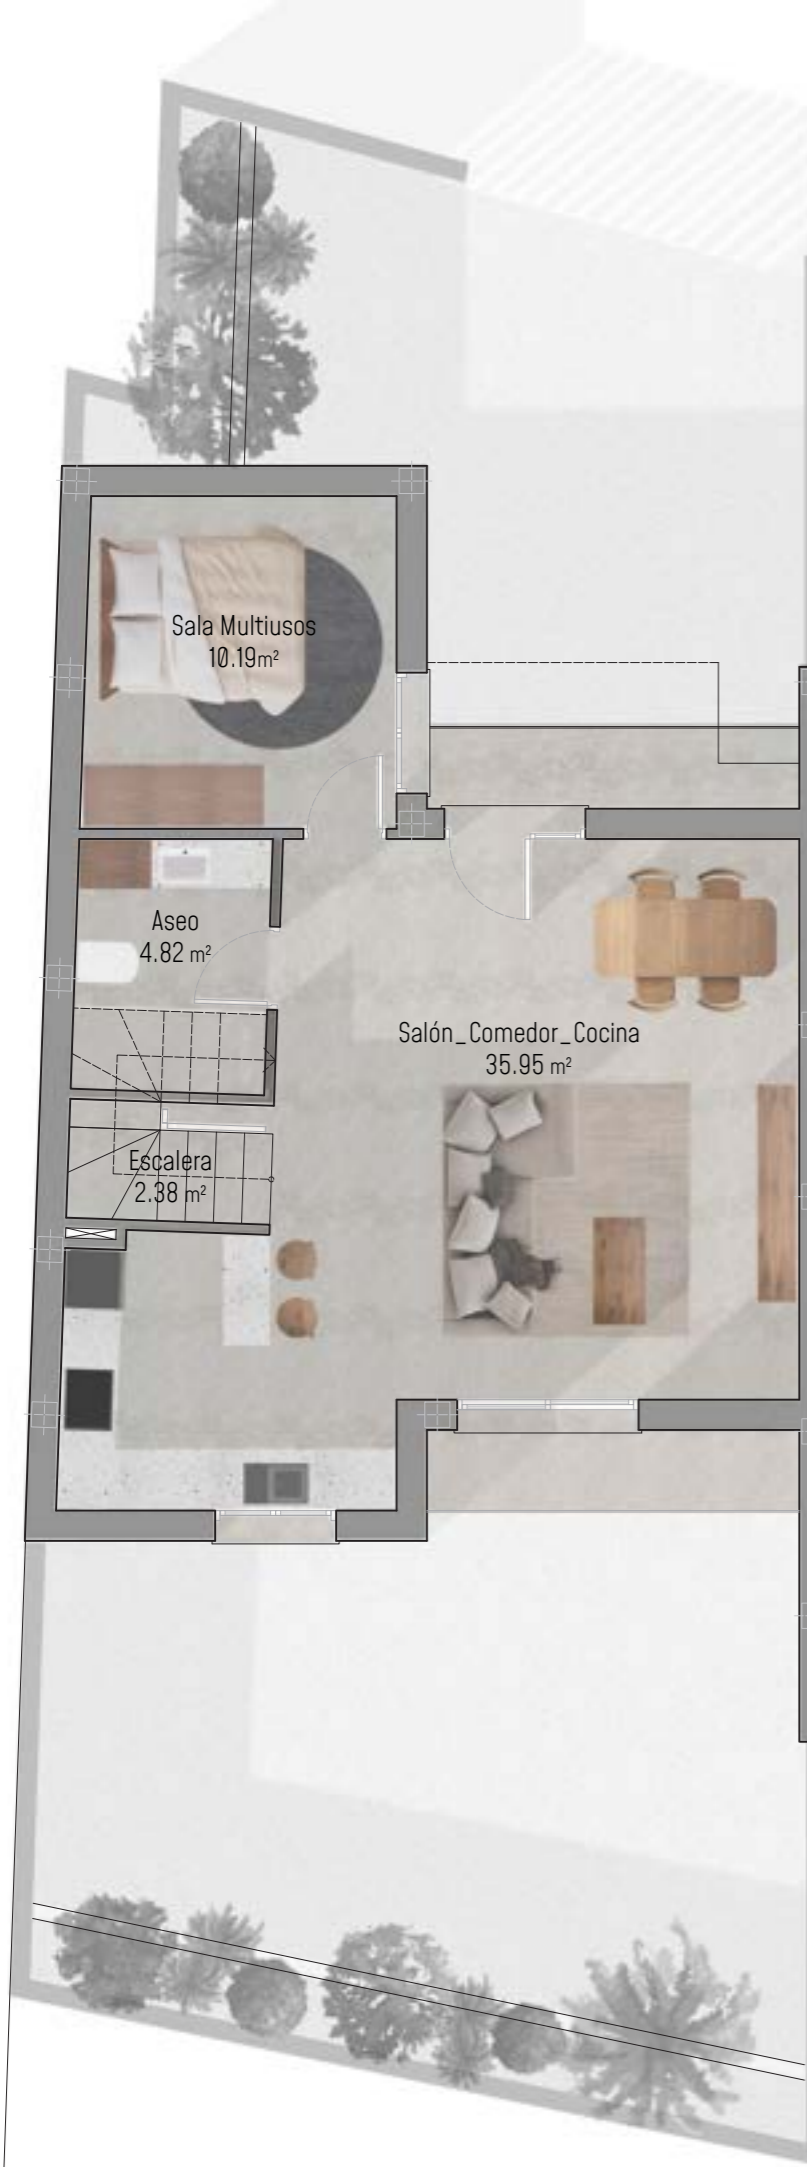 Sala Multiusos
10.19m²
Aseo
4.82 m²
Salón_Comedor_Cocina
35.95 m²
Escalera
2.38 m²